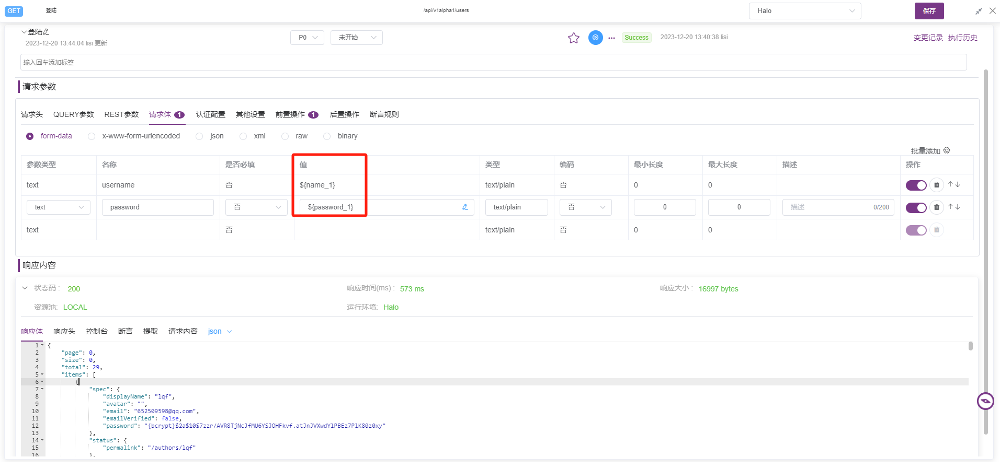 GET 登陆 /api/v1alpha1/users Halo 保存
登陆
2023-12-20 13:44:04 lisi 更新
P0 未开始 Success 2023-12-20 13:40:38 lisi 变更记录 执行历史
输入回车添加标签
请求参数
请求头 QUERY参数 REST参数 请求体 1 认证配置 其他设置 前置操作 1 后置操作 断言规则
form-data x-www-form-urlencoded json xml raw binary
批量添加
参数类型 名称 是否必填 值 类型 编码 最小长度 最大长度 描述 操作
text username 否 ${name_1} text/plain 否 0 0
text password 否 ${password_1} text/plain 否 0 0 描述 0/200
text 否 text/plain 否 0 0
响应内容
状态码 : 200 响应时间(ms) : 573 ms 响应大小 : 16997 bytes
资源池: LOCAL 运行环境: Halo
响应体 响应头 控制台 断言 提取 请求内容 json
1 {
2 "page": 0,
3 "size": 0,
4 "total": 29,
5 "items": [
6 {
7 "spec": {
8 "displayName": "lqf",
9 "avatar": "",
10 "email": "652509598@qq.com",
11 "emailVerified": false,
12 "password": "{bcrypt}$2a$10$7zzr/AVR8TjNcJfMU6YSJOHFkvf.atJnJVXwdYlPBEz7PlK80z0xy"
13 },
14 "status": {
15 "permalink": "/authors/lqf"
16 },